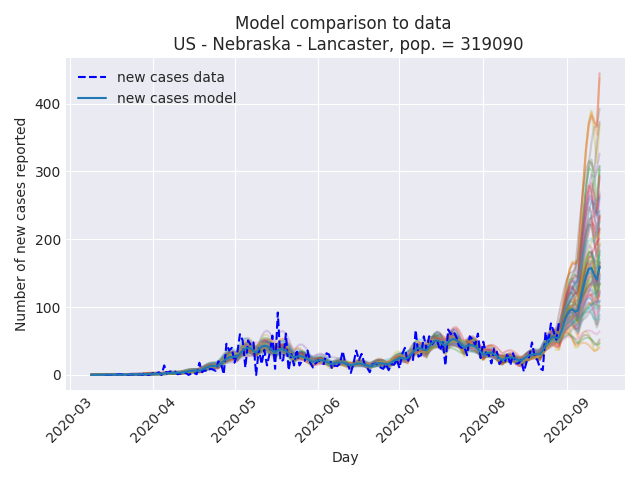 Model comparison to data
US - Nebraska - Lancaster, pop. = 319090
new cases data
new cases model
Number of new cases reported
400
300
200
100
0
2020-03
2020-04
2020-05
2020-06
2020-07
2020-08
2020-09
Day